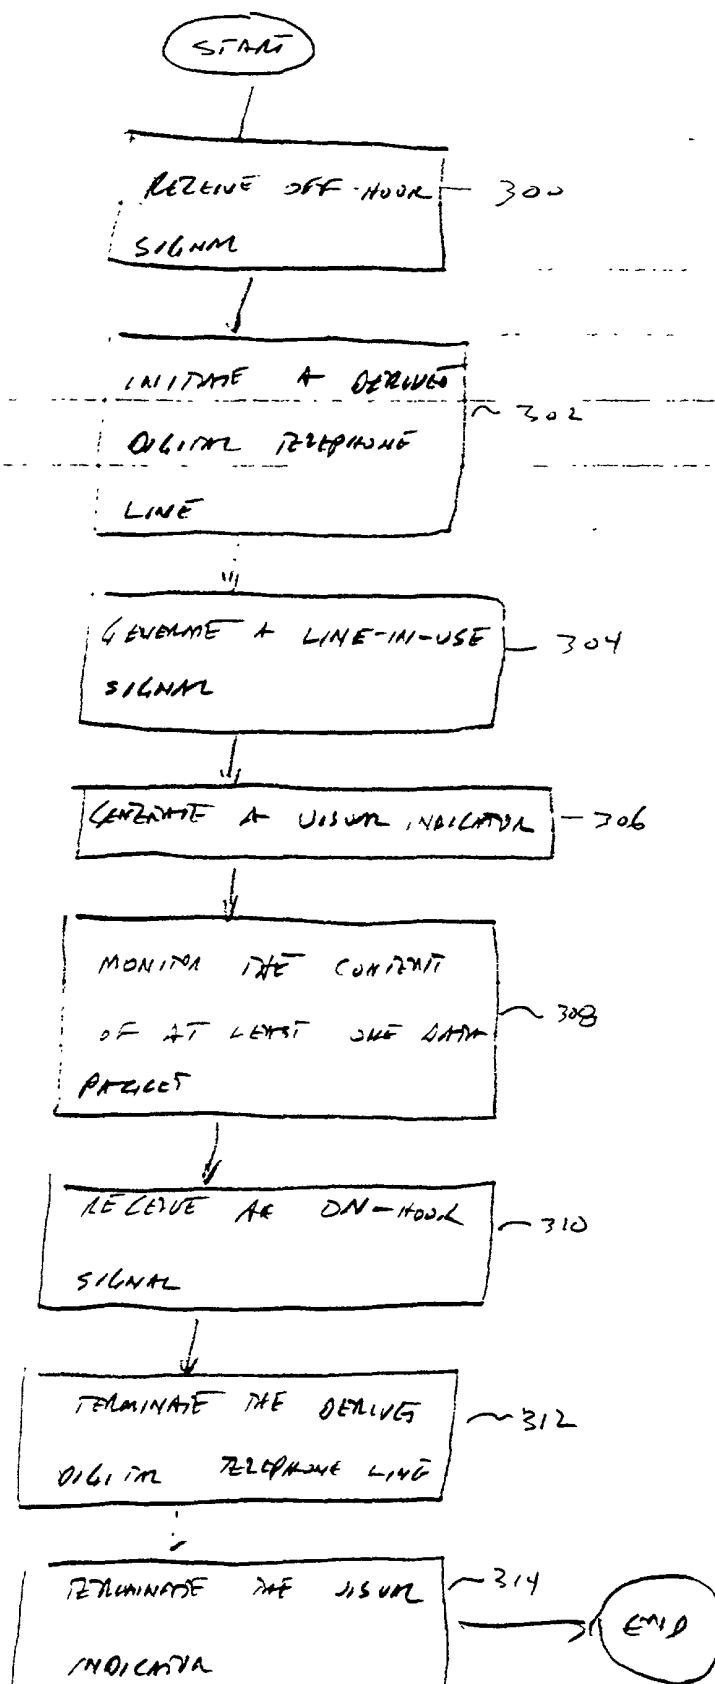 START
RECEIVE OFF-HOOK 300
SIGNAL
INITIATE A DERIVED
302
DIGITAL TELEPHONE
LINE
GENERATE A LINE-IN-USE 304
SIGNAL
GENERATE A VISUAL INDICATOR 306
MONITOR THE CONTENT
308
OF AT LEAST ONE DATA
PACKET
RECEIVE AN ON-HOOK
310
SIGNAL
TERMINATE THE DERIVED
312
DIGITAL TELEPHONE LINE
TERMINATE THE VISUAL 314
END
INDICATOR